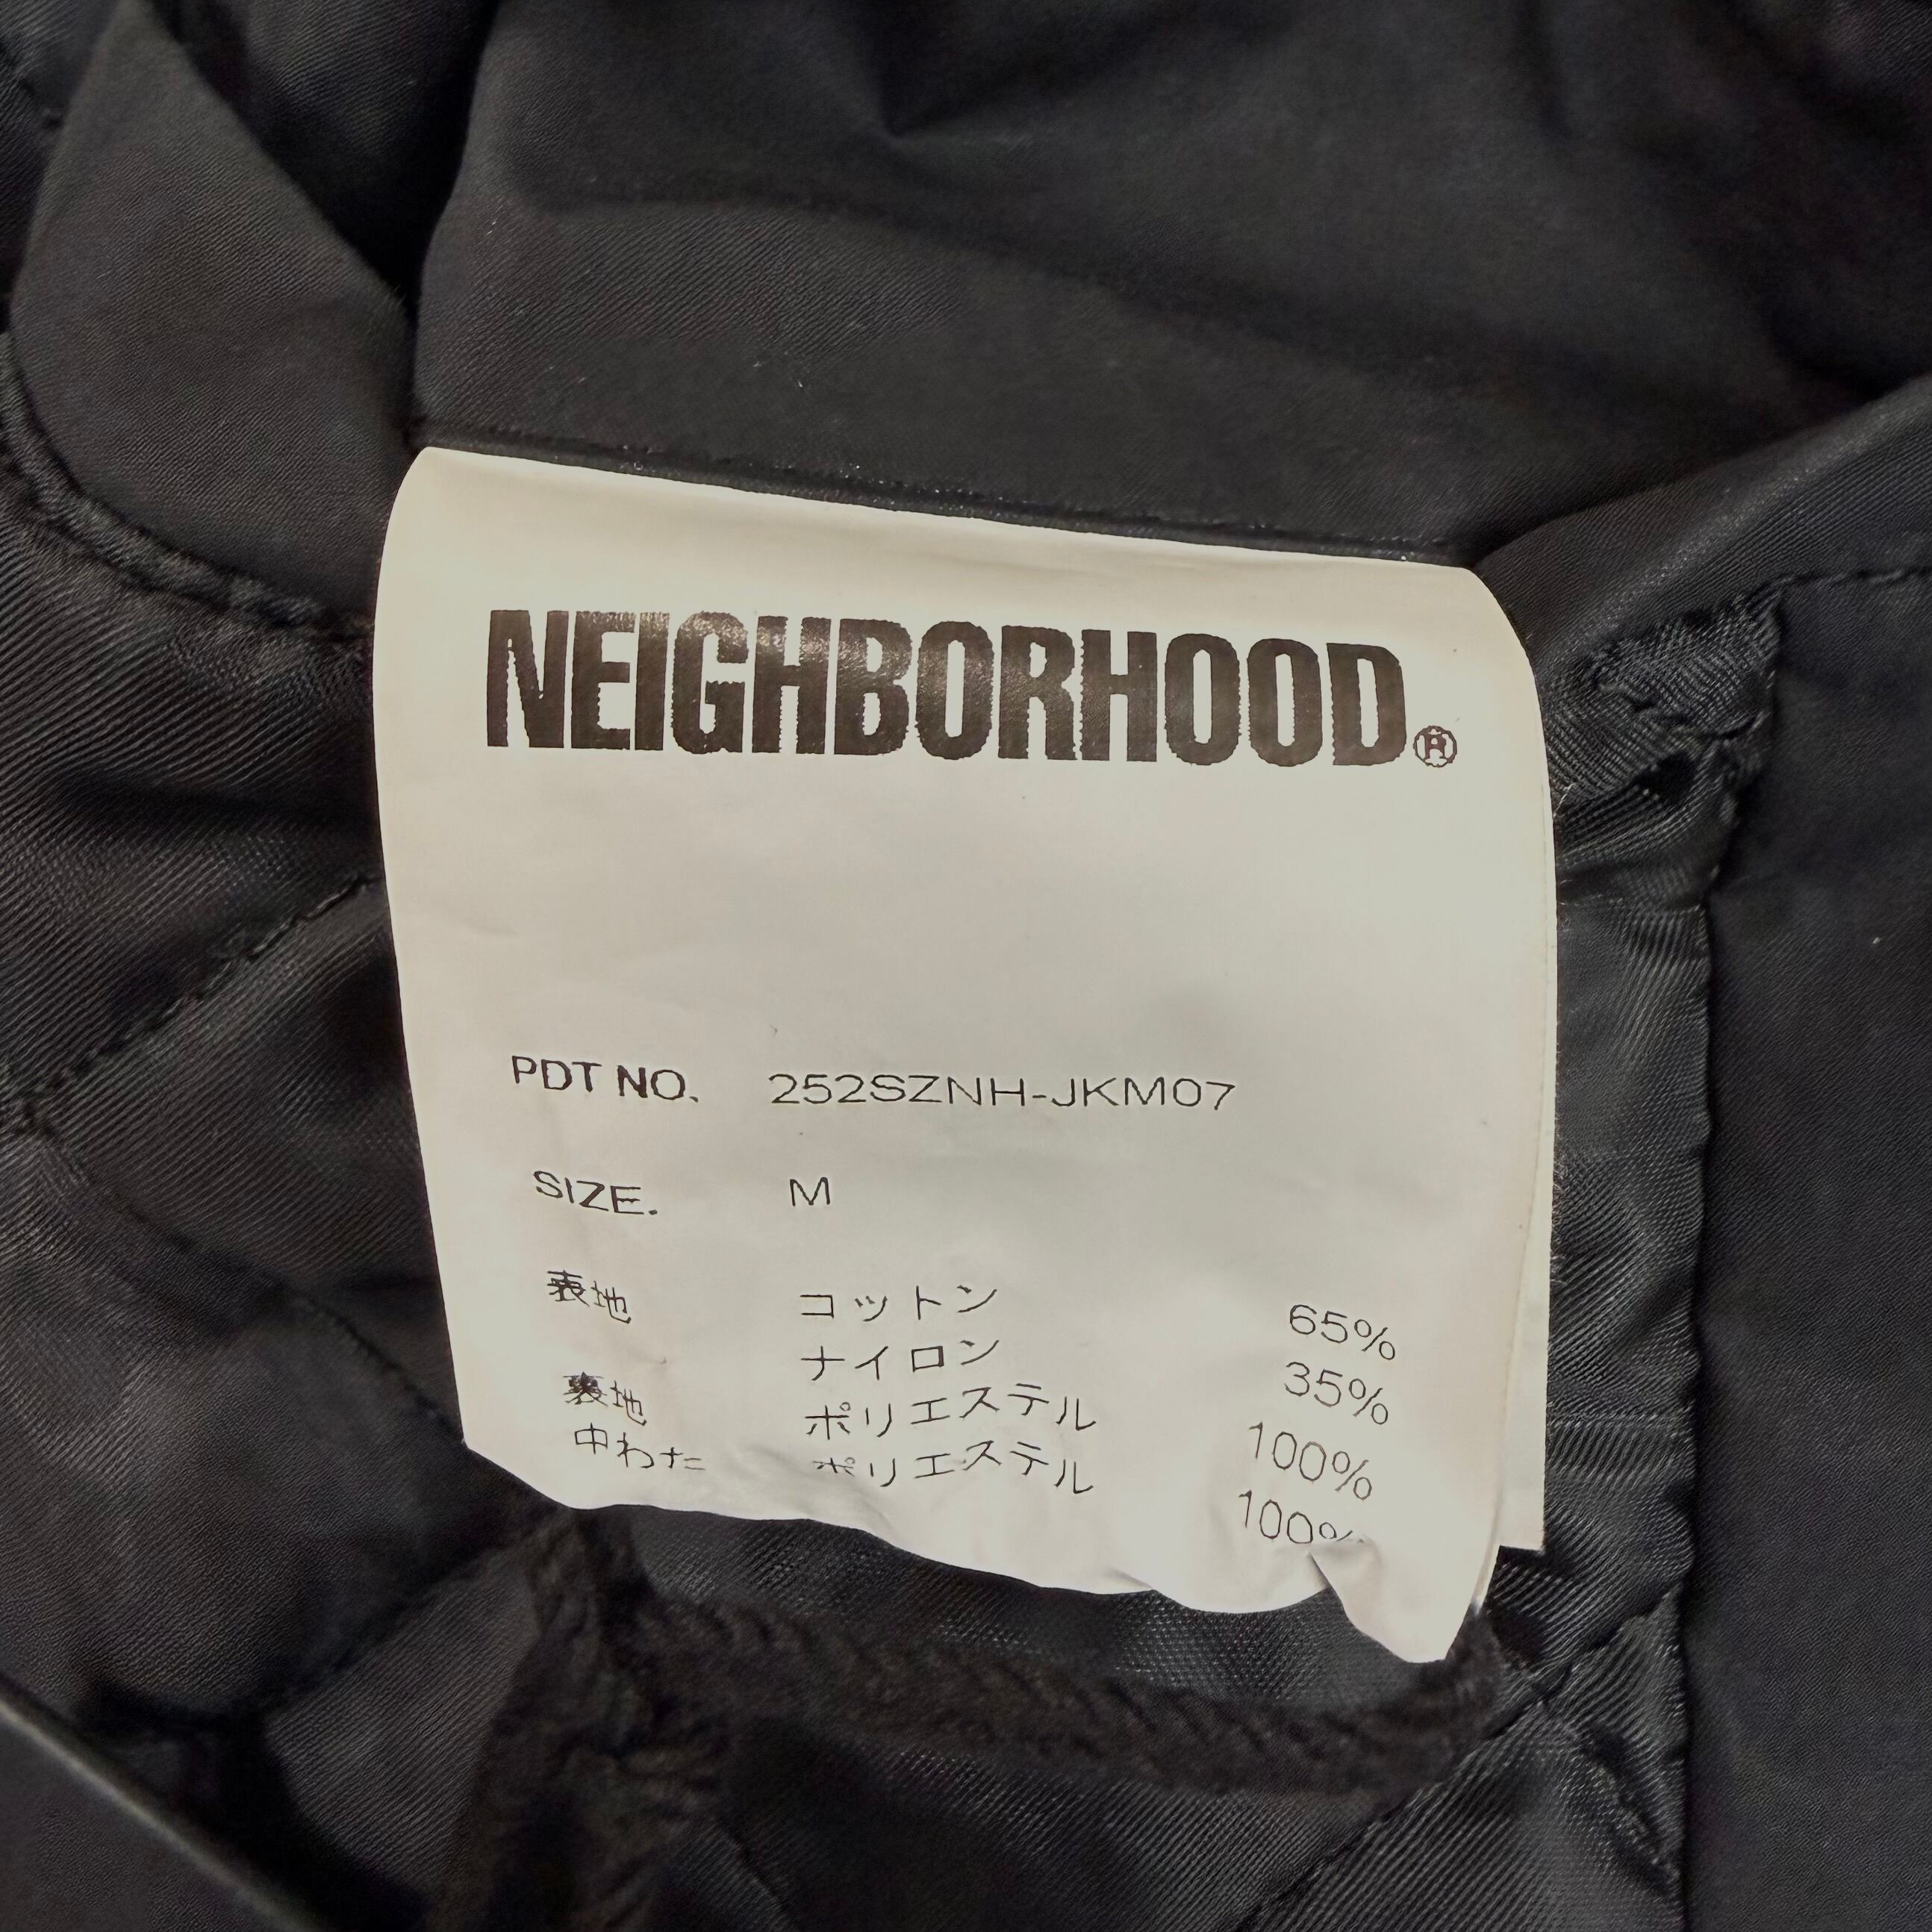 NEIGHBORHOOD®
PDT NO. 252SZNH-JKM07
SIZE. M
表地 コットン 65%
ナイロン 35%
裏地 ポリエステル 100%
中わた ポリエステル 100%